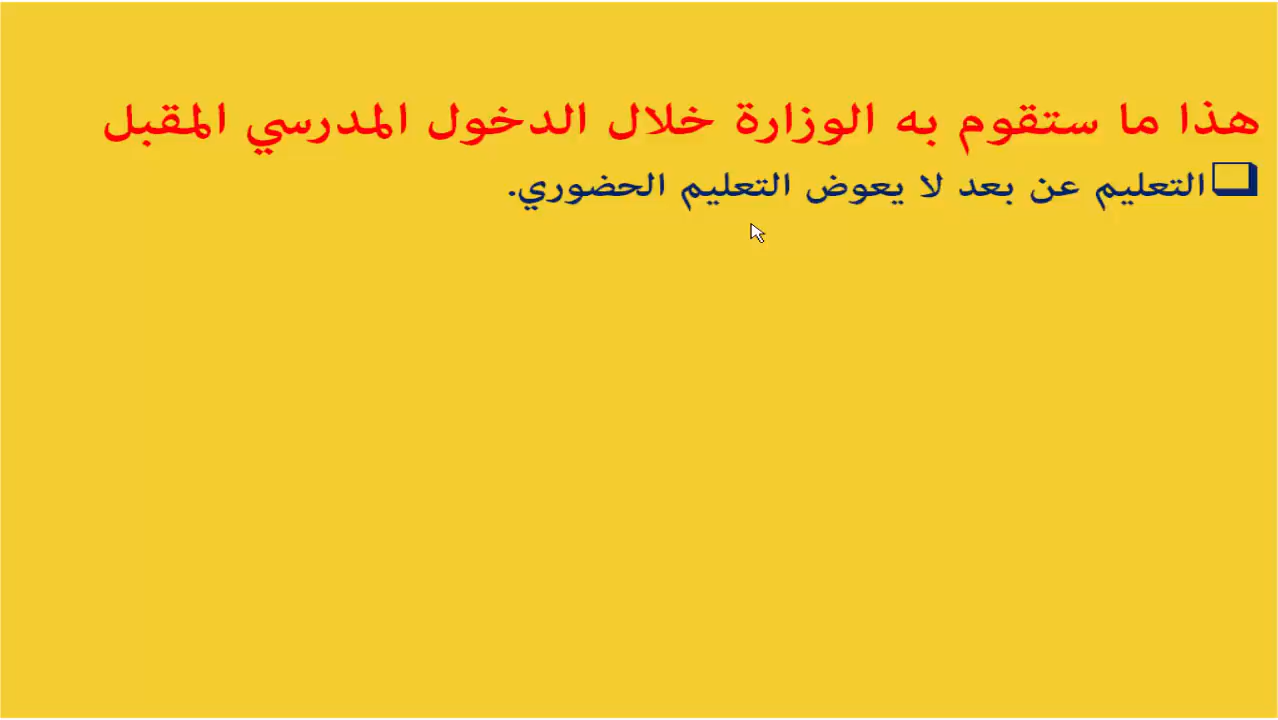 هذا ما ستقوم به الوزارة خلال الدخول المدرسي المقبل
التعليم عن بعد لا يعوض التعليم الحضوري.